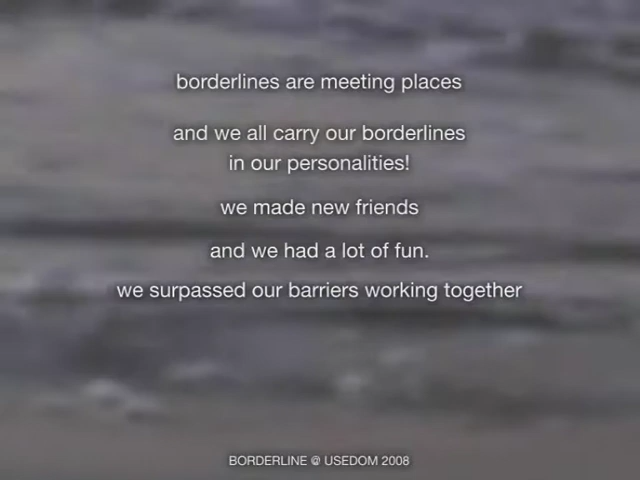 borderlines are meeting places
and we all carry our borderlines
in our personalities!
we made new friends
and we had a lot of fun.
we surpassed our barriers working together
BORDERLINE @ USEDOM 2008